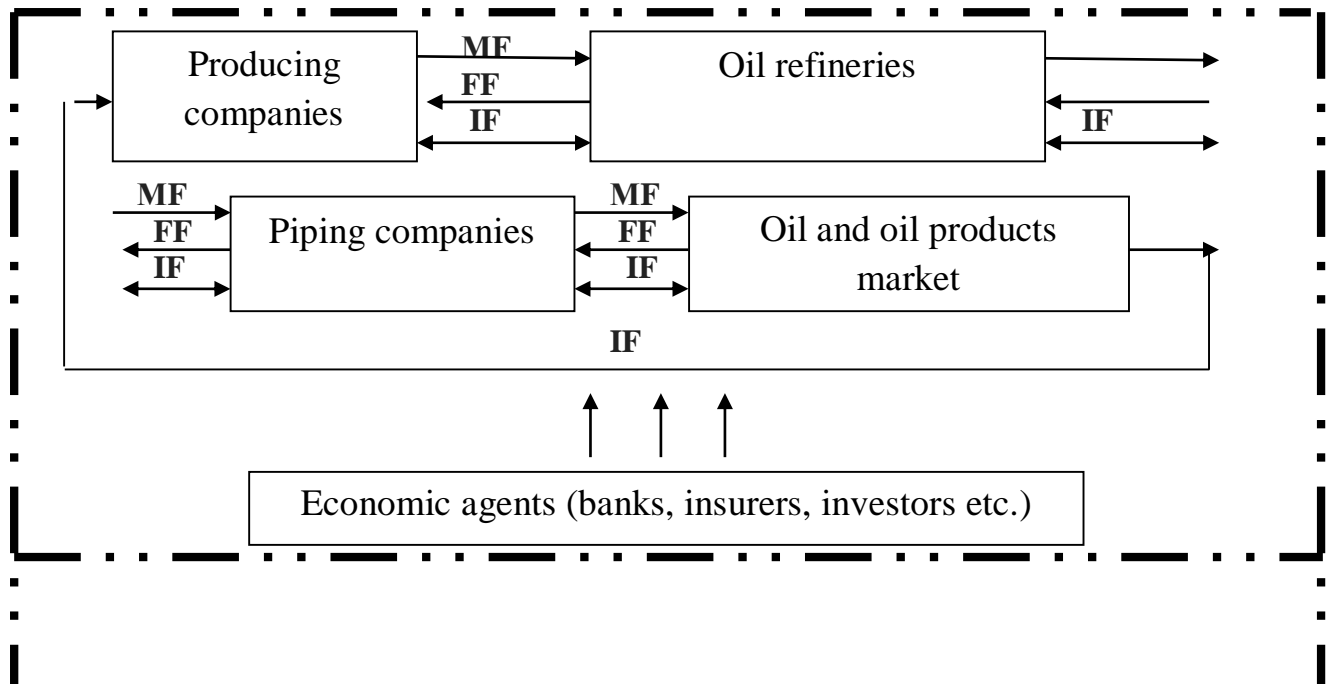 Producing
companies
MF
FF
IF
Oil refineries
IF
MF
FF
IF
Piping companies
MF
FF
IF
Oil and oil products
market
IF
Economic agents (banks, insurers, investors etc.)